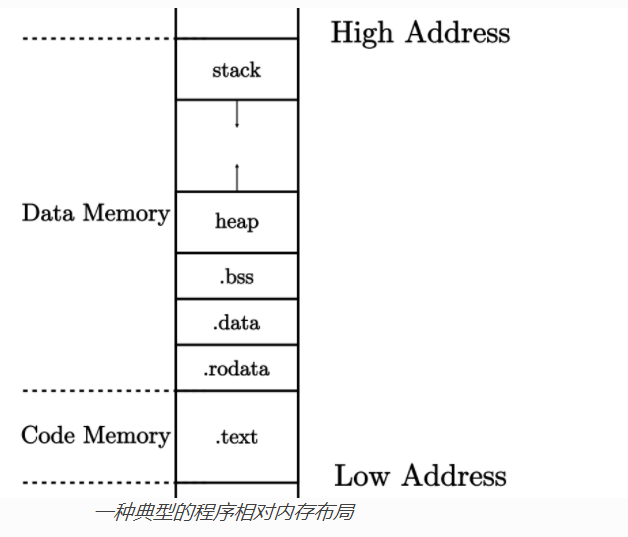 High Address
stack
Data Memory
heap
.bss
.data
.rodata
Code Memory
.text
Low Address
一种典型的程序相对内存布局